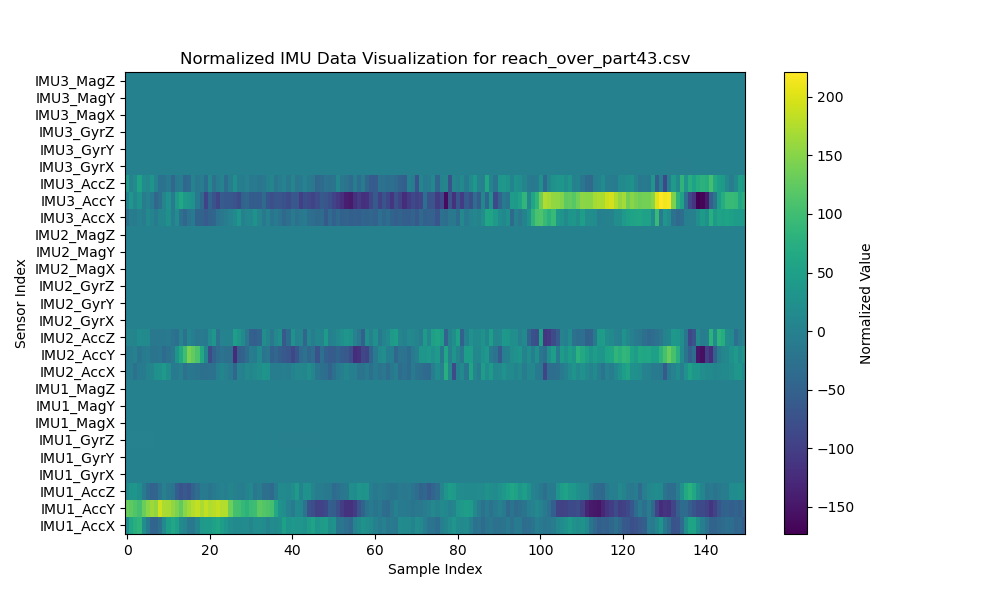 Normalized IMU Data Visualization for reach_over_part43.csv
IMU3_MagZ
IMU3_MagY
IMU3_MagX
IMU3_GyrZ
IMU3_GyrY
IMU3_GyrX
IMU3_AccZ
IMU3_AccY
IMU3_AccX
IMU2_MagZ
IMU2_MagY
IMU2_MagX
IMU2_GyrZ
IMU2_GyrY
IMU2_GyrX
IMU2_AccZ
IMU2_AccY
IMU2_AccX
IMU1_MagZ
IMU1_MagY
IMU1_MagX
IMU1_GyrZ
IMU1_GyrY
IMU1_GyrX
IMU1_AccZ
IMU1_AccY
IMU1_AccX
Sensor Index
0 20 40 60 80 100 120 140
Sample Index
200
150
100
50
0
−50
−100
−150
Normalized Value